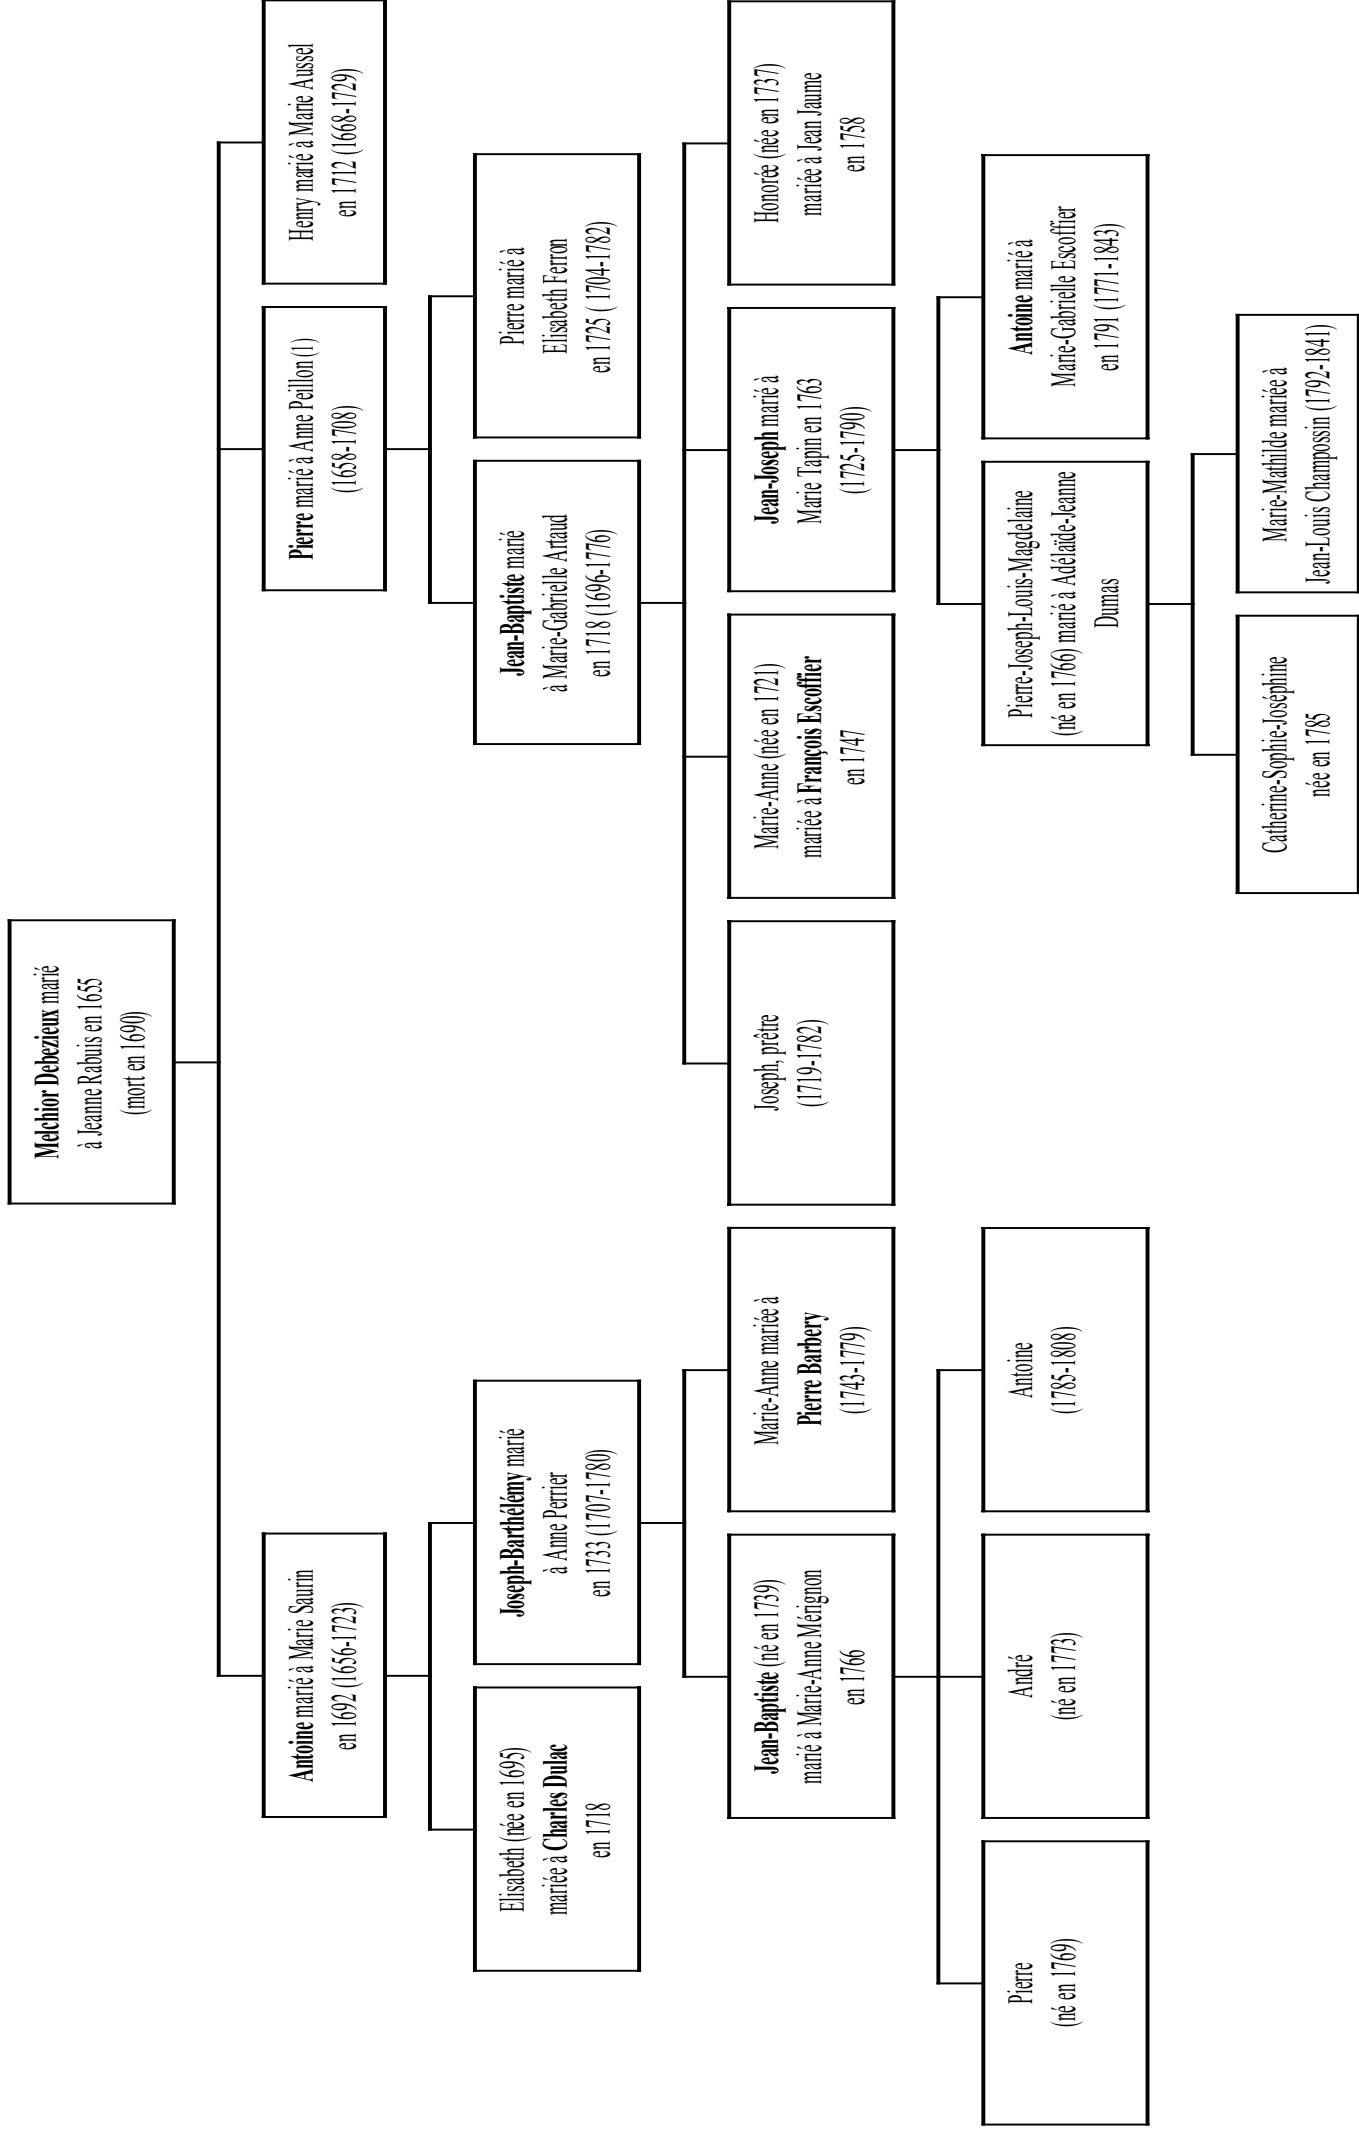 Melchior Debezieux marié
à Jeanne Rabuis en 1655
(mort en 1690)
Antoine marié à Marie Saurin
en 1692 (1656-1723)
Pierre marié à Anne Peillon (1)
(1658-1708)
Henry marié à Marie Aussel
en 1712 (1668-1729)
Elisabeth (née en 1695)
mariée à Charles Dulac
en 1718
Joseph-Barthélémy marié
à Anne Perrier
en 1733 (1707-1780)
Jean-Baptiste marié
à Marie-Gabrielle Artaud
en 1718 (1696-1776)
Pierre marié à
Elisabeth Ferron
en 1725 ( 1704-1782)
Jean-Baptiste (né en 1739)
marié à Marie-Anne Mérignon
en 1766
Marie-Anne mariée à
Pierre Barbery
(1743-1779)
Joseph, prêtre
(1719-1782)
Marie-Anne (née en 1721)
mariée à François Escoffier
en 1747
Jean-Joseph marié à
Marie Tapin en 1763
(1725-1790)
Honorée (née en 1737)
mariée à Jean Jaume
en 1758
Pierre
(né en 1769)
André
(né en 1773)
Antoine
(1785-1808)
Pierre-Joseph-Louis-Magdelaine
(né en 1766) marié à Adélaïde-Jeanne
Dumas
Antoine marié à
Marie-Gabrielle Escoffier
en 1791 (1771-1843)
Catherine-Sophie-Joséphine
née en 1785
Marie-Mathilde mariée à
Jean-Louis Champossin (1792-1841)